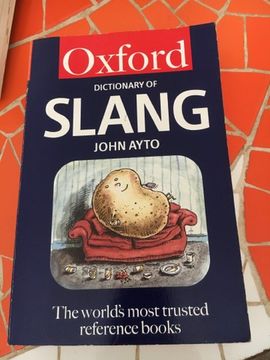 Oxford
DICTIONARY OF
SLANG
JOHN AYTO
The world's most trusted
reference books